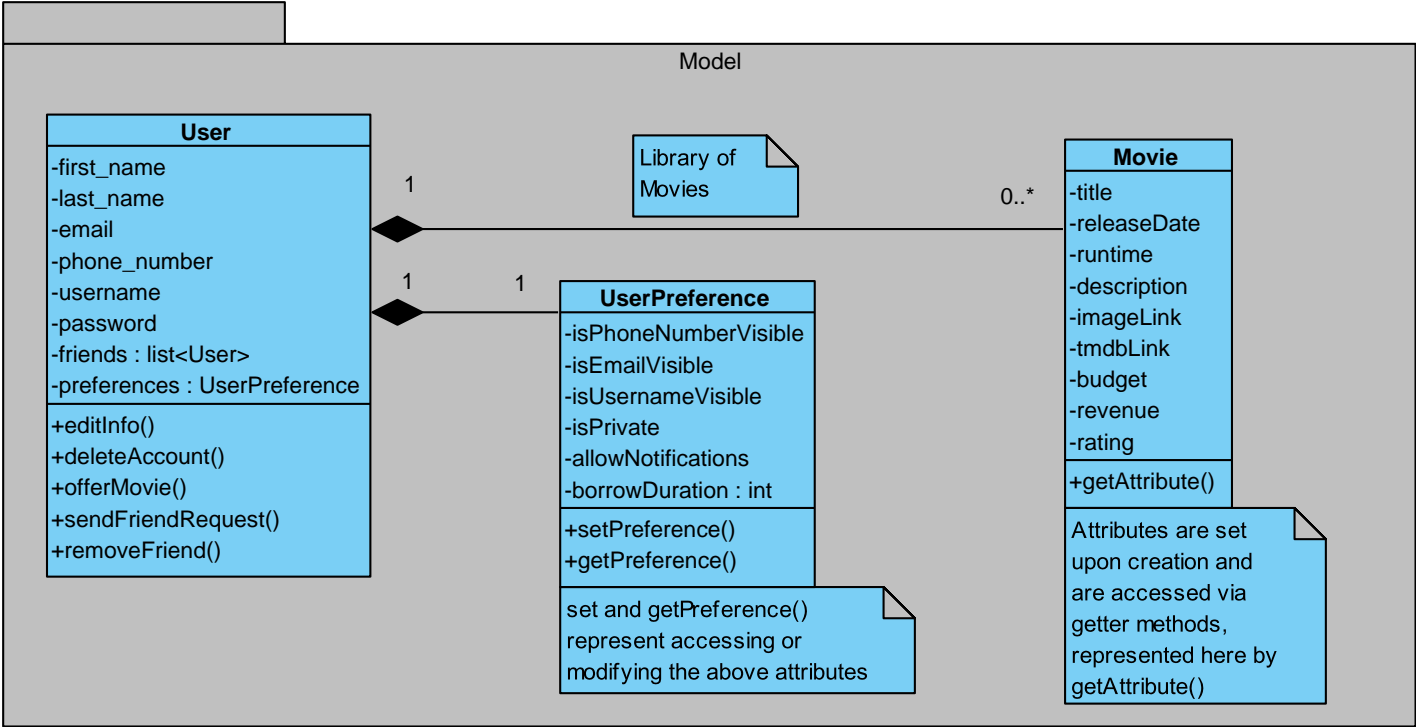 Model
User
-first_name
-last_name
-email
-phone_number
-username
-password
-friends : list<User>
-preferences : UserPreference
+editInfo()
+deleteAccount()
+offerMovie()
+sendFriendRequest()
+removeFriend()
1
Library of
Movies
0..*
1
1
UserPreference
-isPhoneNumberVisible
-isEmailVisible
-isUsernameVisible
-isPrivate
-allowNotifications
-borrowDuration : int
+setPreference()
+getPreference()
set and getPreference()
represent accessing or
modifying the above attributes
Movie
-title
-releaseDate
-runtime
-description
-imageLink
-tmdbLink
-budget
-revenue
-rating
+getAttribute()
Attributes are set
upon creation and
are accessed via
getter methods,
represented here by
getAttribute()